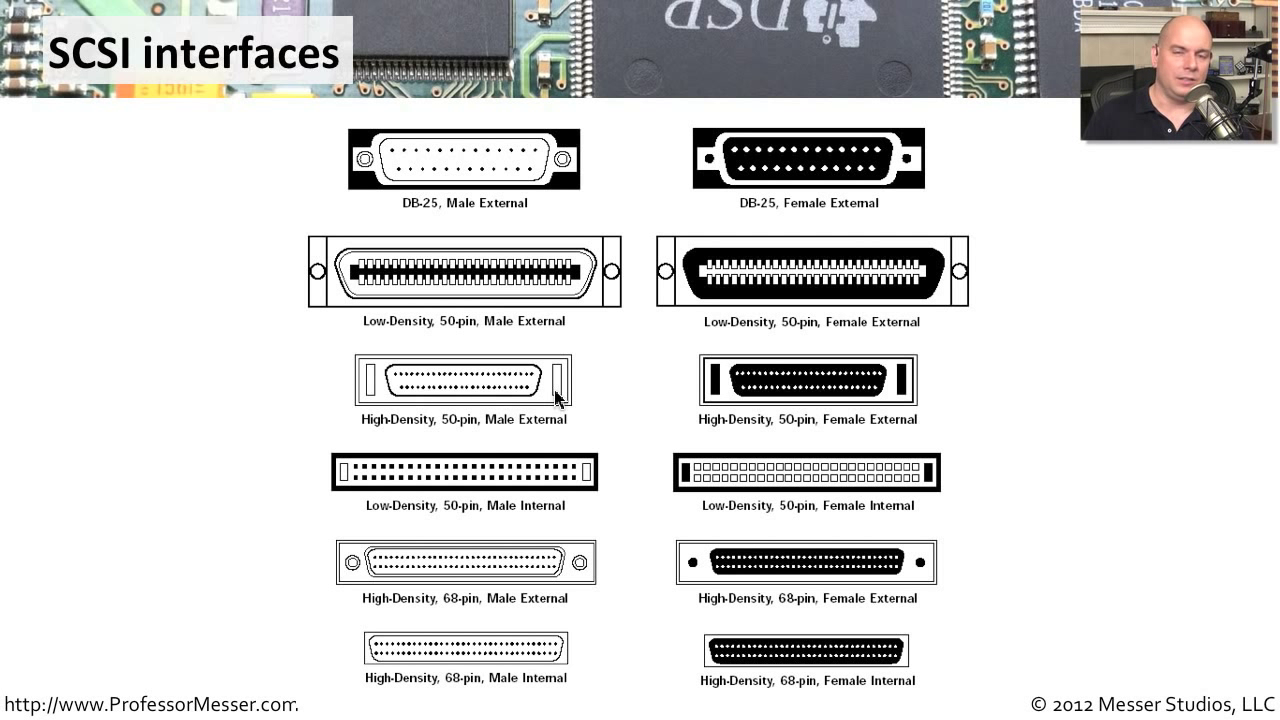 SCSI interfaces
DSP
DB-25, Male External
DB-25, Female External
Low-Density, 50-pin, Male External
Low-Density, 50-pin, Female External
High-Density, 50-pin, Male External
High-Density, 50-pin, Female External
Low-Density, 50-pin, Male Internal
Low-Density, 50-pin, Female Internal
High-Density, 68-pin, Male External
High-Density, 68-pin, Female External
High-Density, 68-pin, Male Internal
High-Density, 68-pin, Female Internal
http://www.ProfessorMesser.com.
© 2012 Messer Studios, LLC